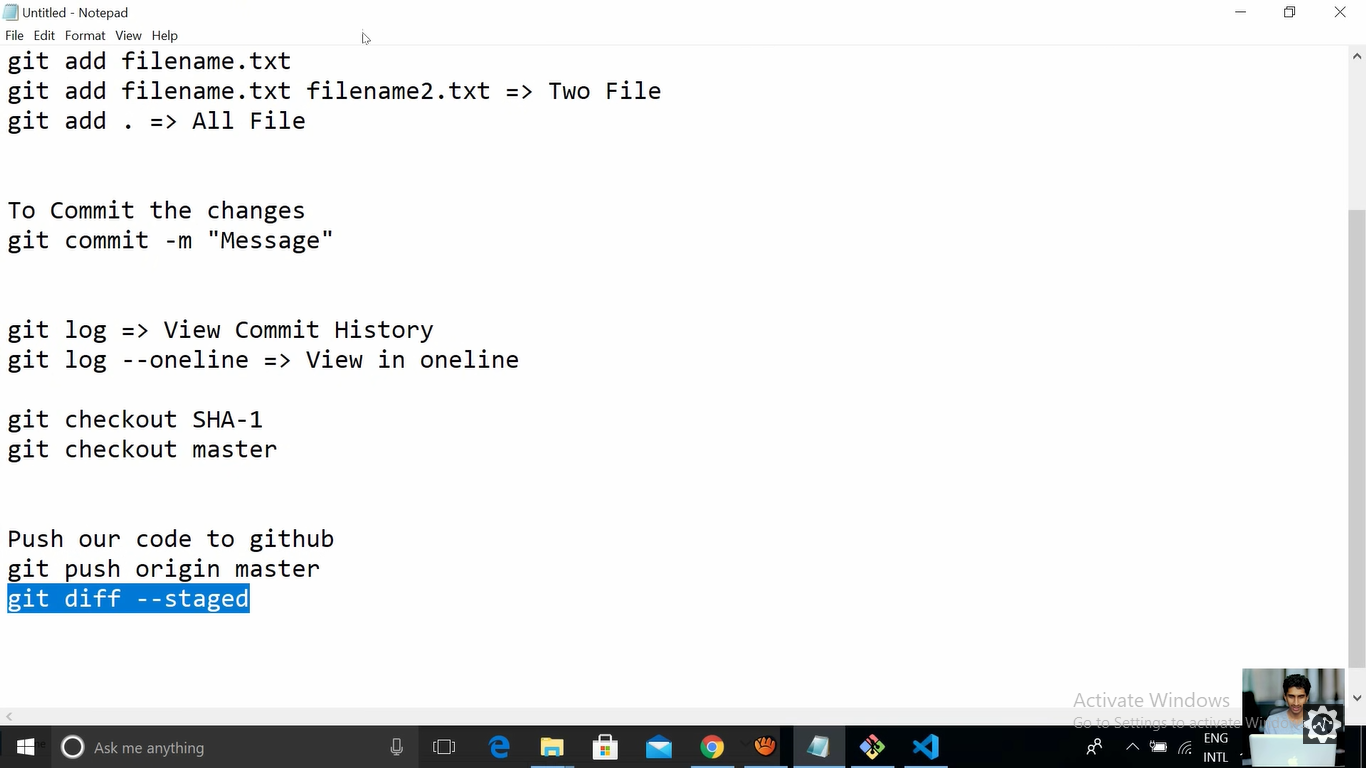 Untitled - Notepad
File Edit Format View Help
git add filename.txt
git add filename.txt filename2.txt => Two File
git add . => All File
To Commit the changes
git commit -m "Message"
git log => View Commit History
git log --oneline => View in oneline
git checkout SHA-1
git checkout master
Push our code to github
git push origin master
git diff --staged
Activate Windows
Go to Settings to activate
Ask me anything
ENG
INTL